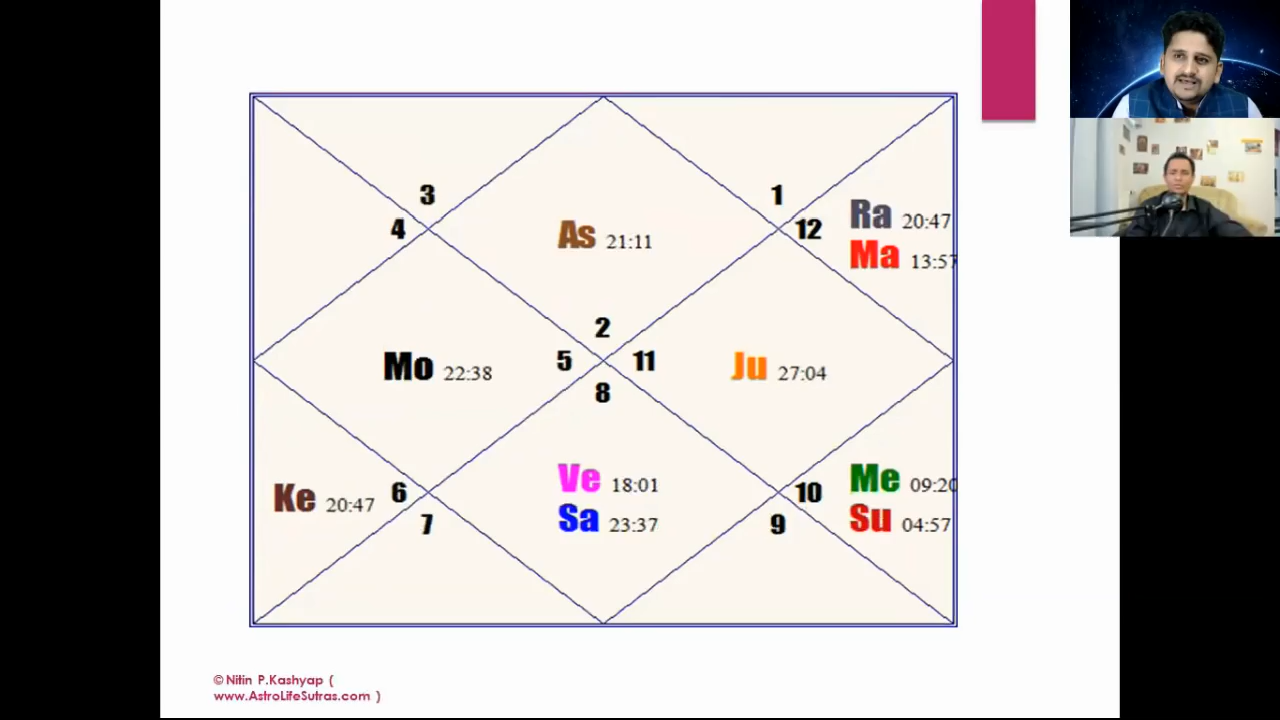 3
1
4
As 21:11
12
Ra 20:47
Ma 13:57
2
Mo 22:38
5
11
Ju 27:04
8
Ke 20:47
6
Ve 18:01
Sa 23:37
10
Me 09:20
Su 04:57
7
9
© Nitin P.Kashyap (
www.AstroLifeSutras.com )